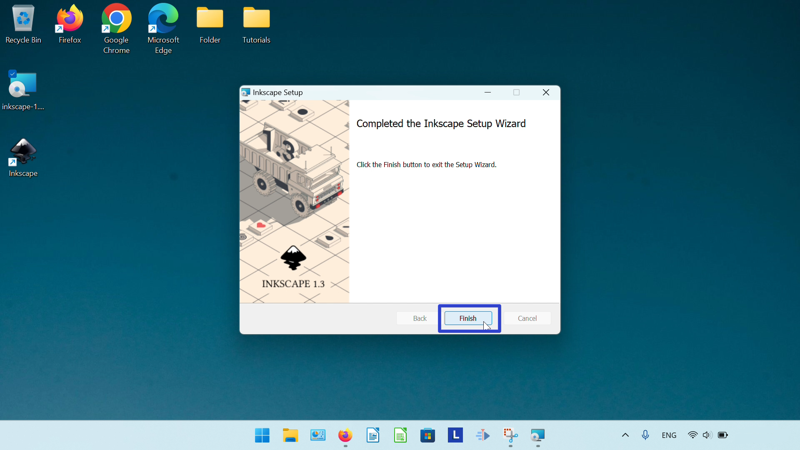 Recycle Bin
Firefox
Google
Chrome
Microsoft
Edge
Folder
Tutorials
inkscape-1....
Inkscape
Inkscape Setup
1.3
INKSCAPE 1.3
Completed the Inkscape Setup Wizard
Click the Finish button to exit the Setup Wizard.
Back
Finish
Cancel
L
ENG